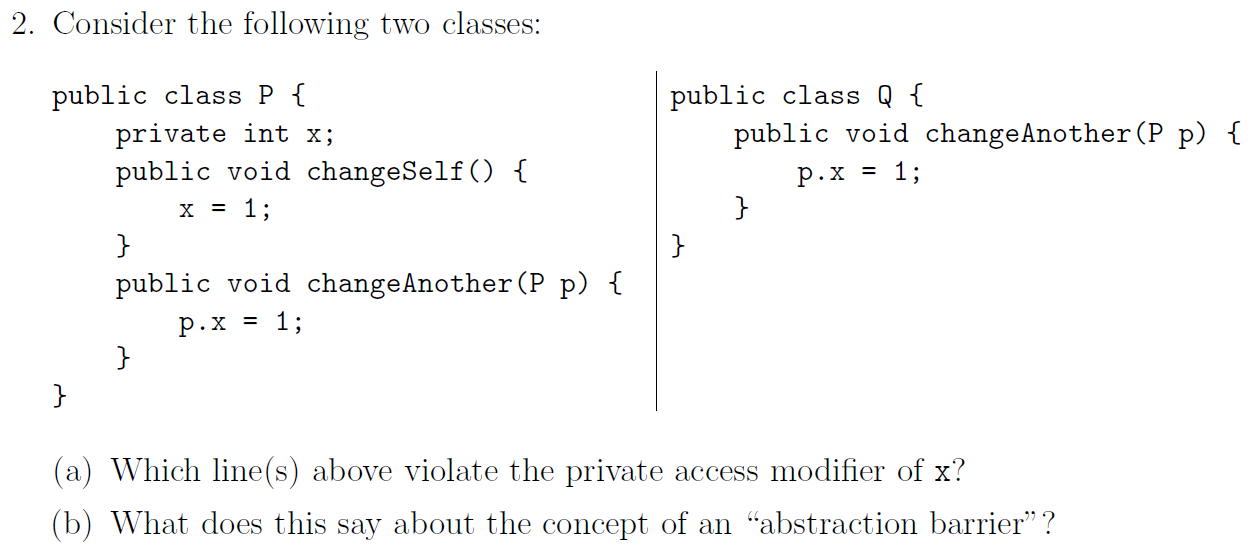 2. Consider the following two classes:
public class P {
    private int x;
    public void changeSelf() {
        x = 1;
    }
    public void changeAnother(P p) {
        p.x = 1;
    }
}
public class Q {
    public void changeAnother(P p) {
        p.x = 1;
    }
}
(a) Which line(s) above violate the private access modifier of x?
(b) What does this say about the concept of an “abstraction barrier”?